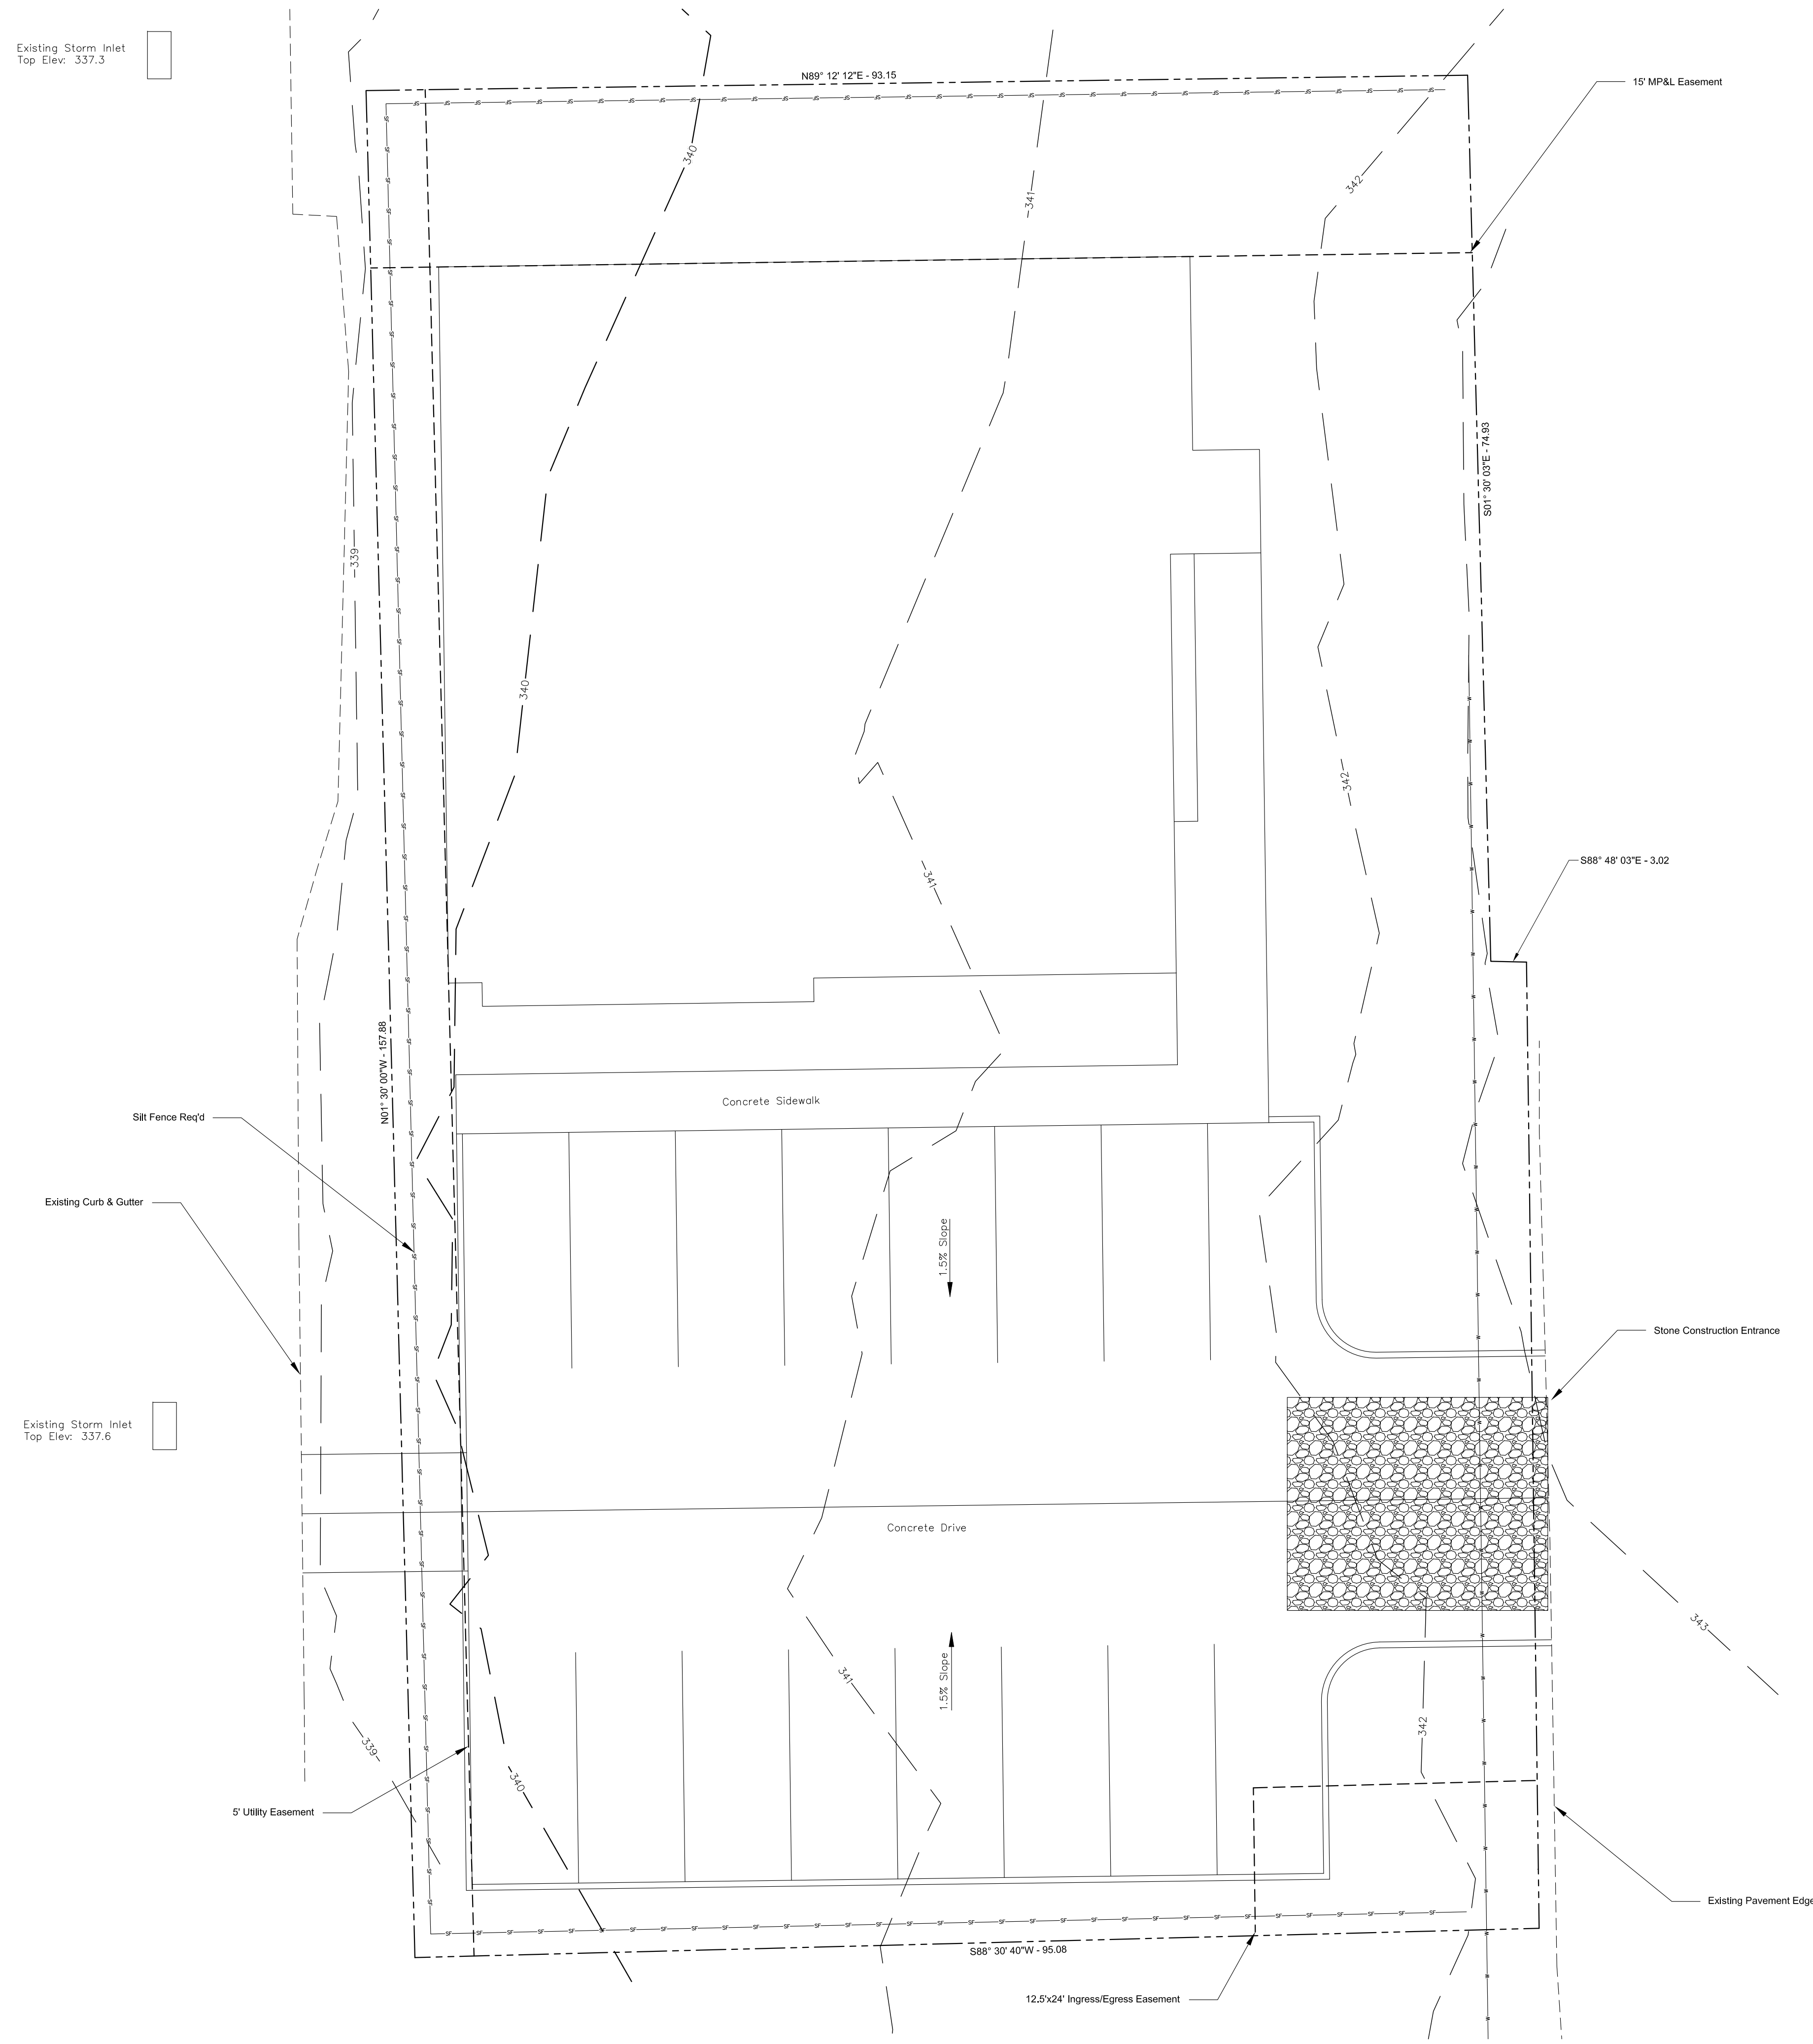 Existing Storm Inlet
Top Elev: 337.3
N89° 12' 12"E - 93.15
15' MP&L Easement
340
341
342
S01° 30' 03"E - 74.93
339
340
342
S88° 48' 03"E - 3.02
341
N01° 30' 00"W - 157.88
Concrete Sidewalk
Silt Fence Req'd
Existing Curb & Gutter
1.5% Slope
Stone Construction Entrance
Existing Storm Inlet
Top Elev: 337.6
Concrete Drive
343
1.5% Slope
341
342
339
340
5' Utility Easement
Existing Pavement Edge
S88° 30' 40"W - 95.08
12.5'x24' Ingress/Egress Easement